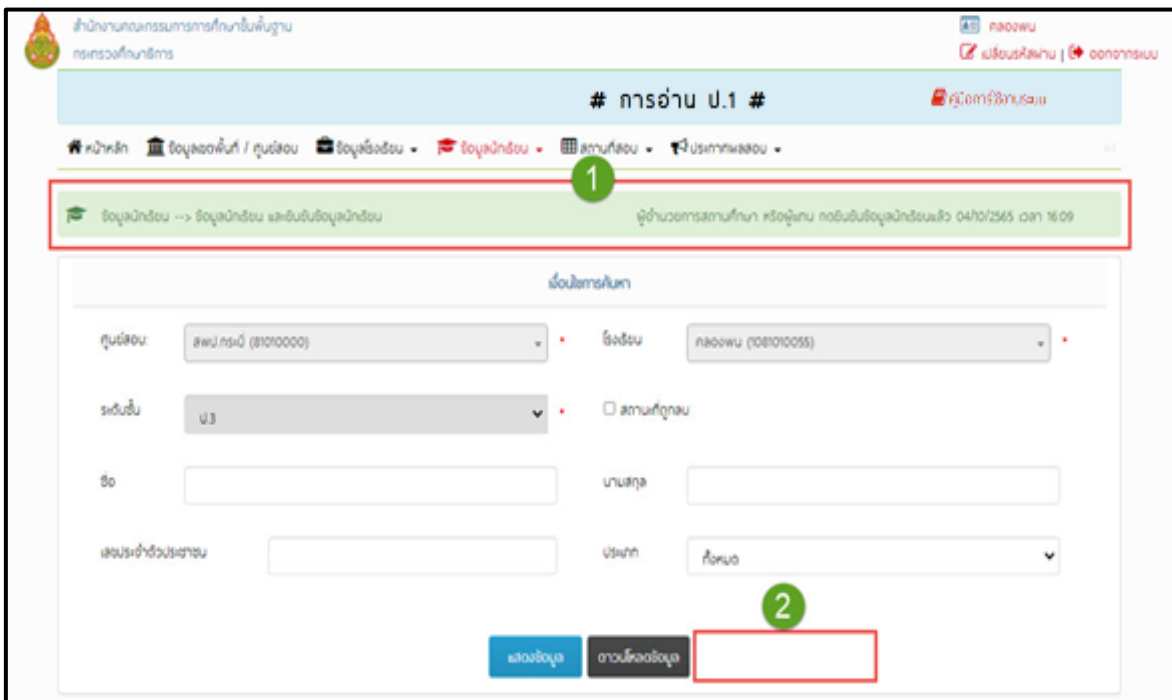 สำนักงานคณะกรรมการการศึกษาขั้นพื้นฐาน
กระทรวงศึกษาธิการ
คลองพน
เปลี่ยนรหัสผ่าน | ออกจากระบบ
# การอ่าน ป.1 #
คู่มือการใช้งานระบบ
หน้าหลัก ข้อมูลเขตพื้นที่ / ศูนย์สอบ ข้อมูลโรงเรียน ข้อมูลนักเรียน สถานที่สอบ ประกาศผลสอบ
1
ข้อมูลนักเรียน --> ข้อมูลนักเรียน และยืนยันข้อมูลนักเรียน ผู้อำนวยการสถานศึกษา หรือผู้แทน กดยืนยันข้อมูลนักเรียนแล้ว 04/10/2565 เวลา 16:09
เงื่อนไขการค้นหา
ศูนย์สอบ: สพป.กระบี่ (81010000) * โรงเรียน คลองพน (1081010055) *
ระดับชั้น ป.3 * สถานะที่ถูกลบ
ชื่อ นามสกุล
เลขประจำตัวประชาชน ประเภท ทั้งหมด
2
แสดงข้อมูล ดาวน์โหลดข้อมูล